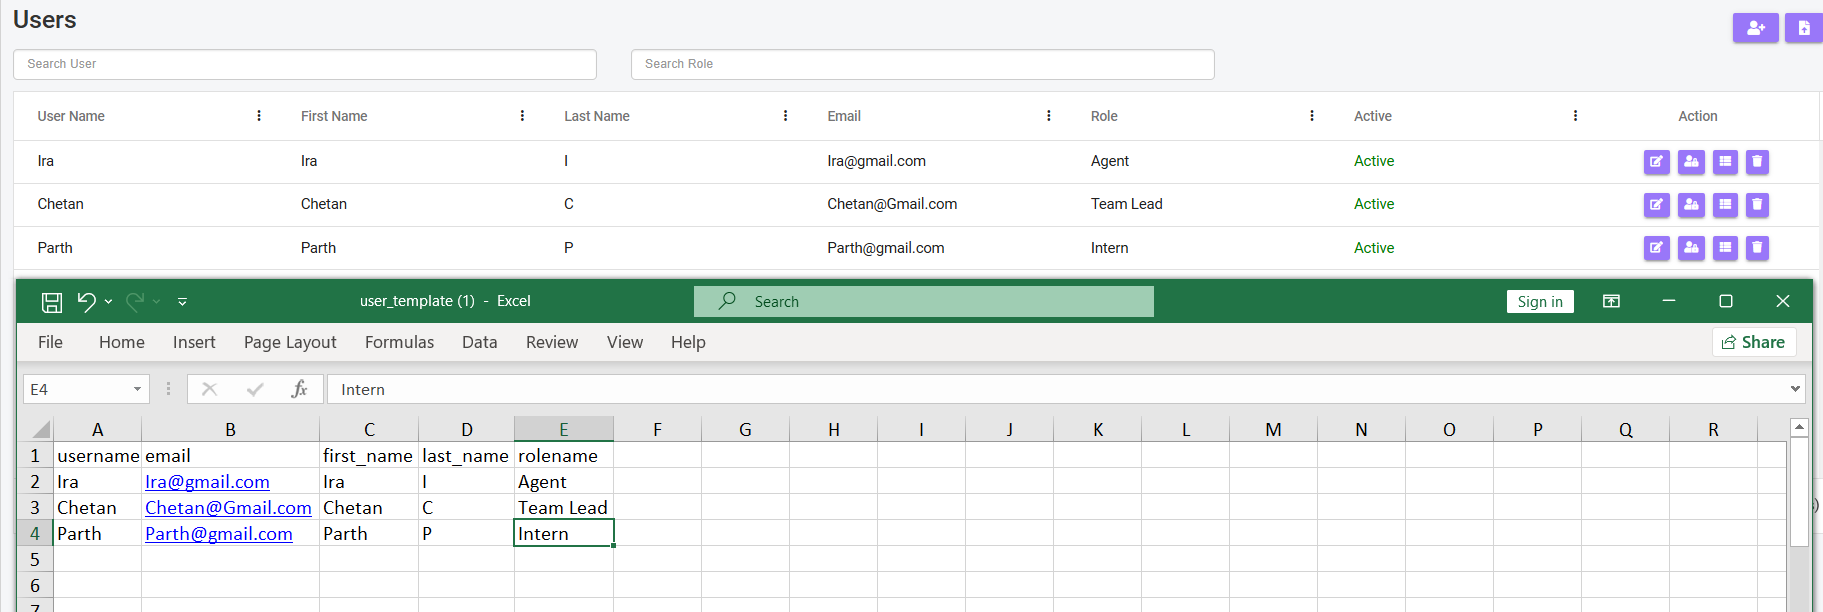 Users
Search User Search Role
User Name First Name Last Name Email Role Active Action
Ira Ira I Ira@gmail.com Agent Active
Chetan Chetan C Chetan@Gmail.com Team Lead Active
Parth Parth P Parth@gmail.com Intern Active
user_template (1) - Excel Search Sign in
File Home Insert Page Layout Formulas Data Review View Help Share
E4 fx Intern
A B C D E F G H I J K L M N O P Q R
1 username email first_name last_name rolename
2 Ira Ira@gmail.com Ira I Agent
3 Chetan Chetan@Gmail.com Chetan C Team Lead
4 Parth Parth@gmail.com Parth P Intern
5
6
7